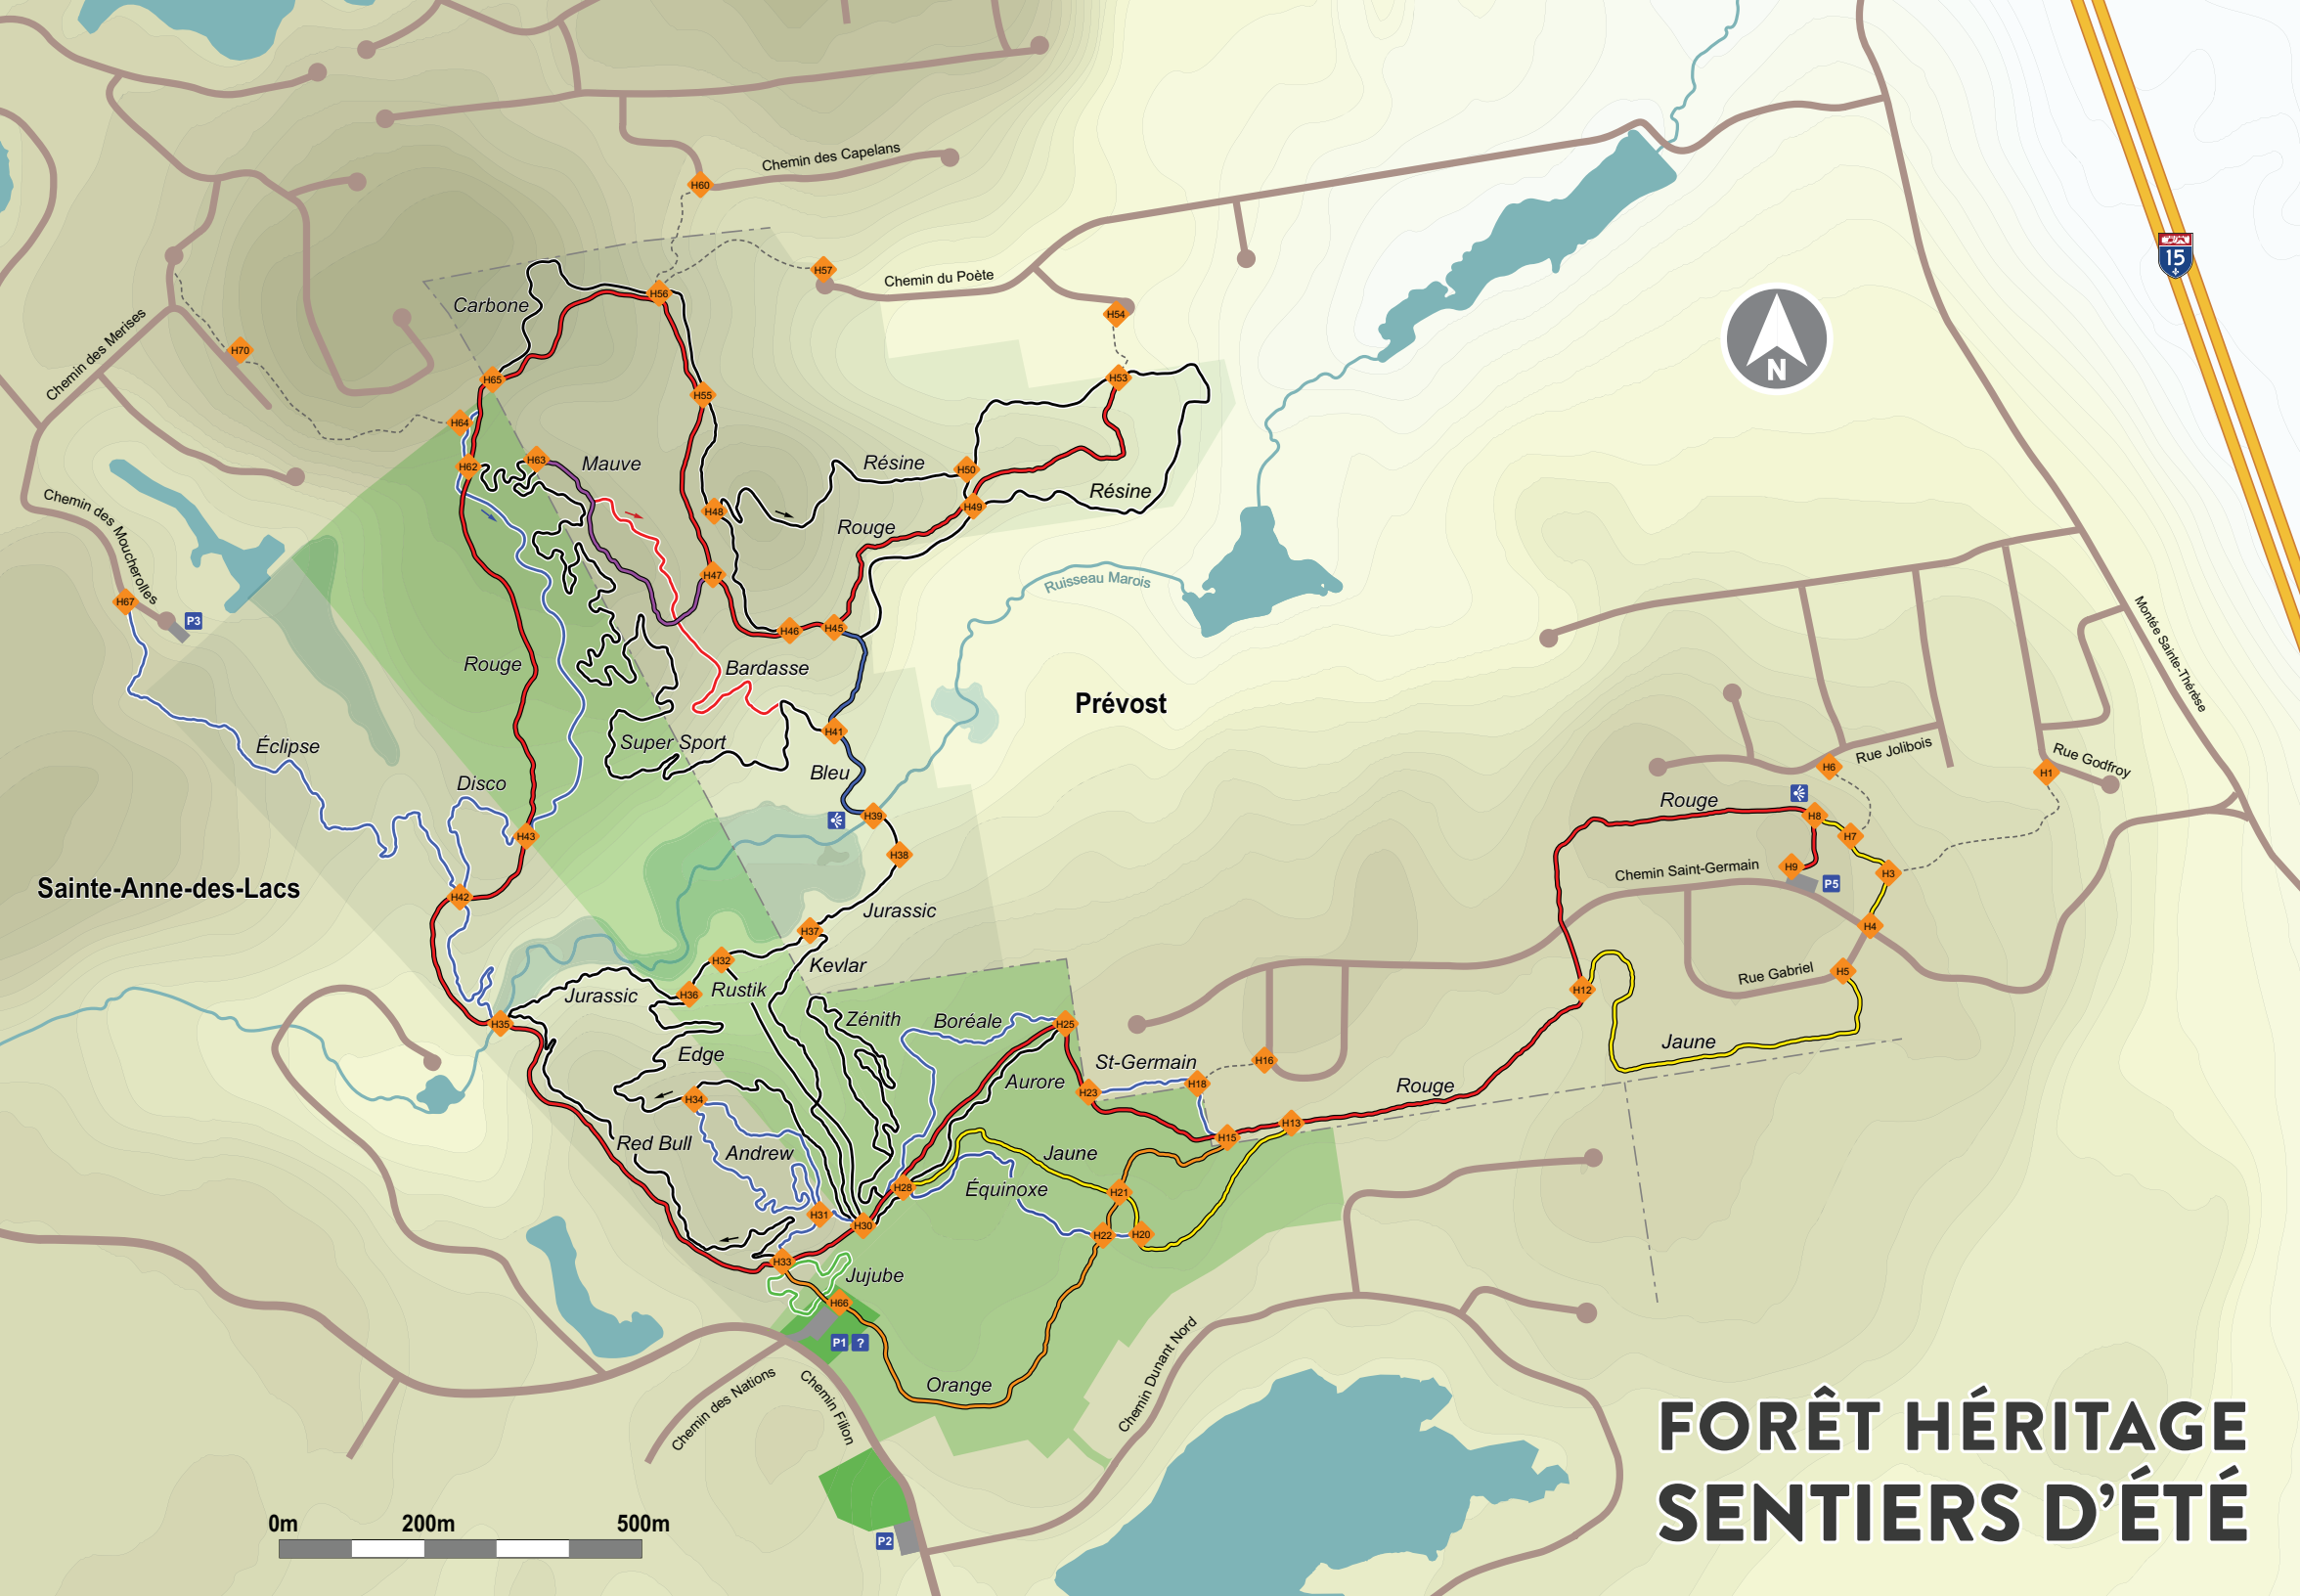 H60
Chemin des Capelans
H57
Chemin du Poète
15
H56
Carbone
H54
N
Chemin des Merises
H70
H65
H55
H53
H64
H62
H63
Mauve
Résine
H50
Résine
H48
H49
Rouge
Chemin des Moucherolles
H67
P3
H47
Ruisseau Marois
H46
H45
Montée Sainte-Thérèse
Rouge
Bardasse
Prévost
H41
Super Sport
Éclipse
Bleu
Disco
H39
H43
H38
H6
Rue Jolibois
H1
Rue Godfroy
Rouge
H8
H7
H9
P5
H3
Chemin Saint-Germain
H4
Sainte-Anne-des-Lacs
H42
Jurassic
H37
H32
Kevlar
H36
Rustik
Jurassic
H5
Rue Gabriel
H12
H35
Zénith
Boréale
H25
Jaune
Edge
Aurore
St-Germain
H16
H18
H23
Rouge
H34
H13
H15
Red Bull
Andrew
Jaune
H28
Équinoxe
H21
H31
H30
H22
H20
H33
Jujube
H66
P1
?
Chemin des Nations
Chemin Filion
Orange
Chemin Dunant Nord
P2
0m
200m
500m
FORÊT HÉRITAGE
SENTIERS D'ÉTÉ